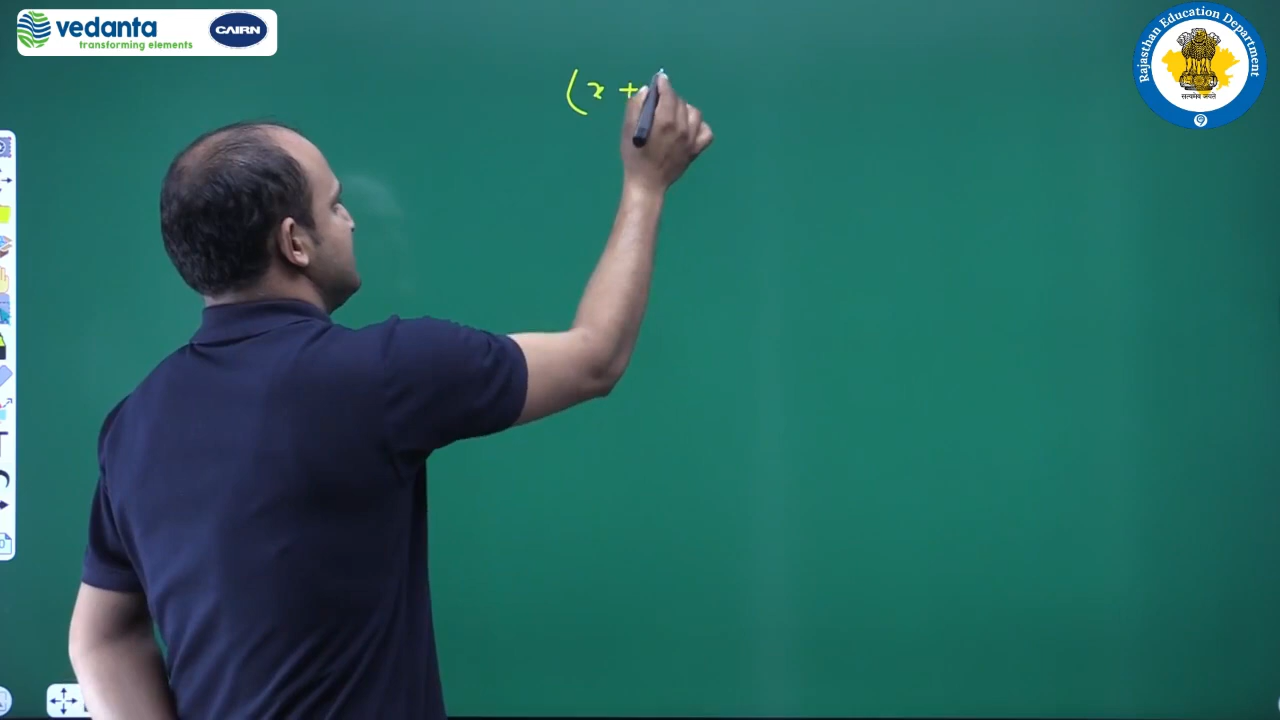 vedanta
transforming elements
CAIRN
(x +
Rajasthan Education Department
सत्यमेव जयते